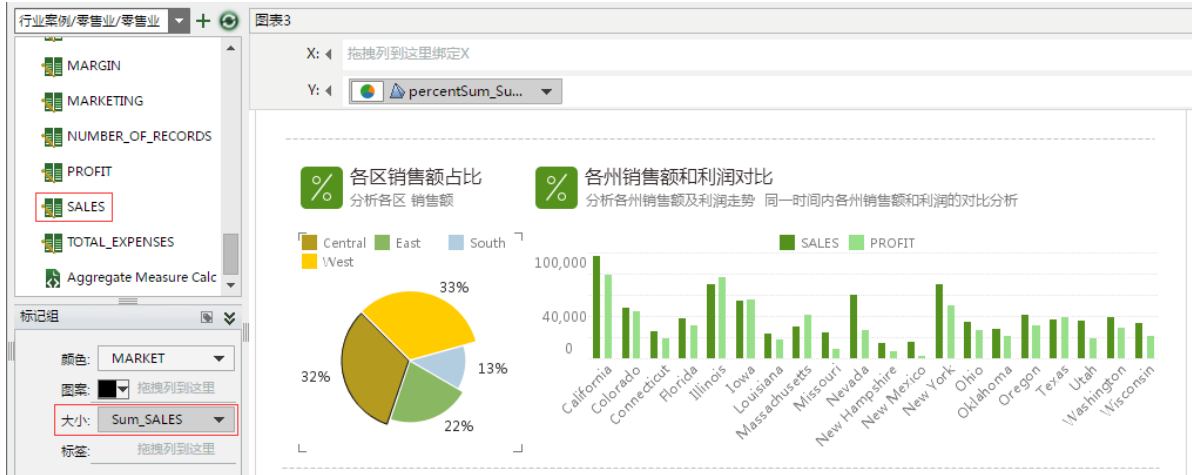 行业案例/零售业/零售业
图表3
MARGIN
MARKETING
NUMBER_OF_RECORDS
PROFIT
SALES
TOTAL_EXPENSES
Aggregate Measure Calc
标记组
颜色: MARKET
图案: 拖拽列到这里
大小: Sum_SALES
标签: 拖拽列到这里
X: 拖拽列到这里绑定X
Y: percentSum_Su...
各区销售额占比
分析各区 销售额
Central East South
West
33%
13%
22%
32%
各州销售额和利润对比
分析各州销售额及利润走势 同一时间内各州销售额和利润的对比分析
SALES PROFIT
100,000
40,000
0
California
Colorado
Connecticut
Florida
Illinois
Iowa
Louisiana
Massachusetts
Missouri
Nevada
New Hampshire
New Mexico
New York
Ohio
Oklahoma
Oregon
Texas
Utah
Washington
Wisconsin